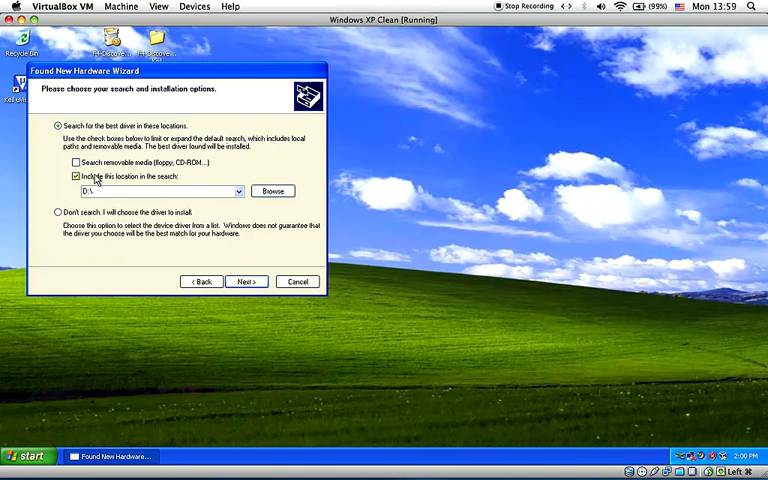 VirtualBox VM Machine View Devices Help
Stop Recording (99%) Mon 13:59
Windows XP Clean [Running]
Recycle Bin
Found New Hardware Wizard
Please choose your search and installation options.
Search for the best driver in these locations.
Use the check boxes below to limit or expand the default search, which includes local
paths and removable media. The best driver found will be installed.
Search removable media (floppy, CD-ROM...)
Include this location in the search:
D:\
Browse
Don't search. I will choose the driver to install.
Choose this option to select the device driver from a list. Windows does not guarantee that
the driver you choose will be the best match for your hardware.
< Back Next > Cancel
start Found New Hardware... 2:00 PM
Left ⌘